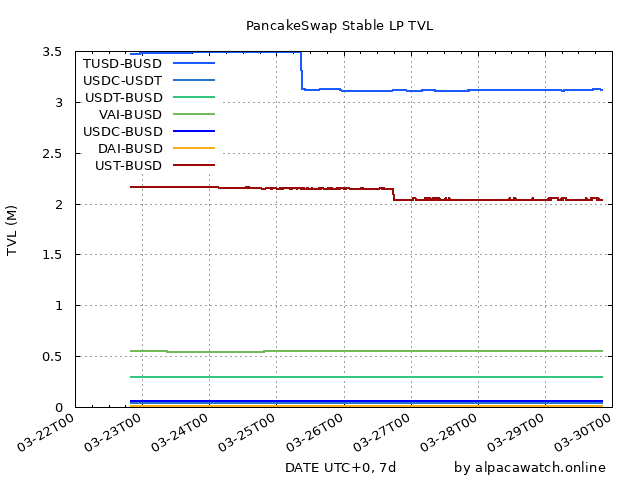 PancakeSwap Stable LP TVL
3.5
3
2.5
2
1.5
1
0.5
0
TVL (M)
TUSD-BUSD
USDC-USDT
USDT-BUSD
VAI-BUSD
USDC-BUSD
DAI-BUSD
UST-BUSD
03-22T00
03-23T00
03-24T00
03-25T00
03-26T00
03-27T00
03-28T00
03-29T00
03-30T00
DATE UTC+0, 7d
by alpacawatch.online